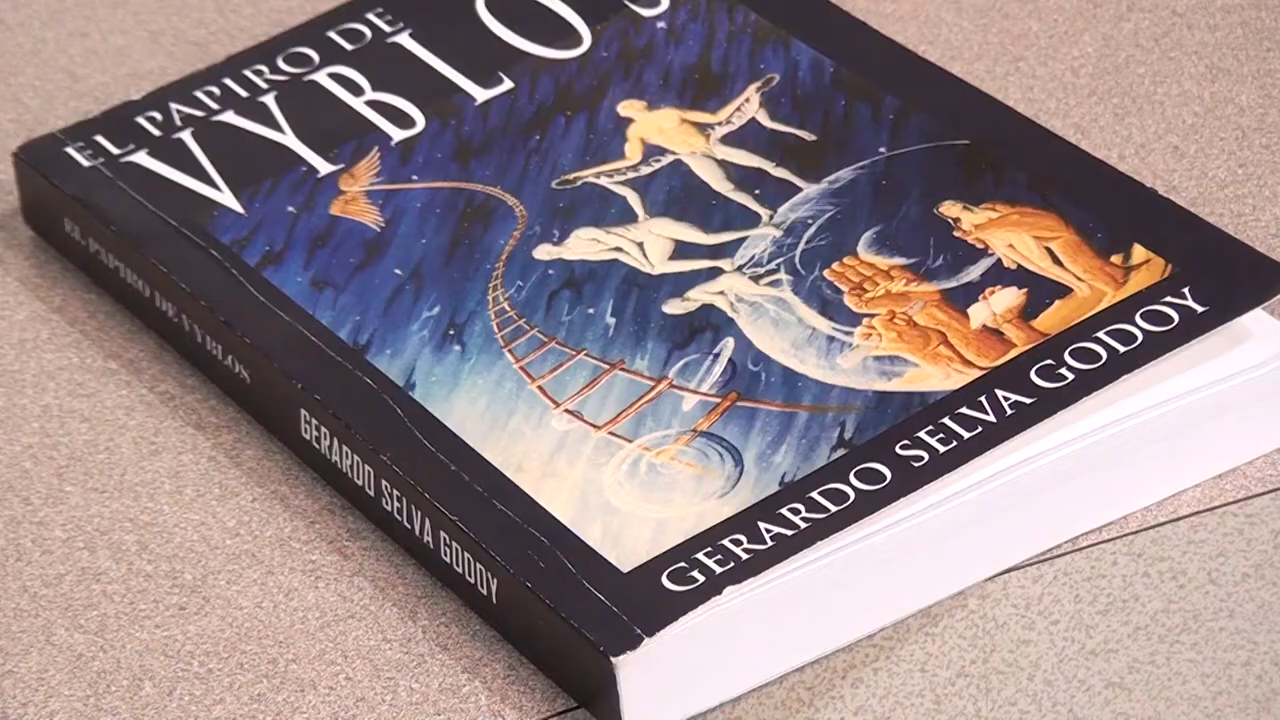 EL PAPIRO DE
VYBLOS
GERARDO SELVA GODOY
EL PAPIRO DE VYBLOS
GERARDO SELVA GODOY